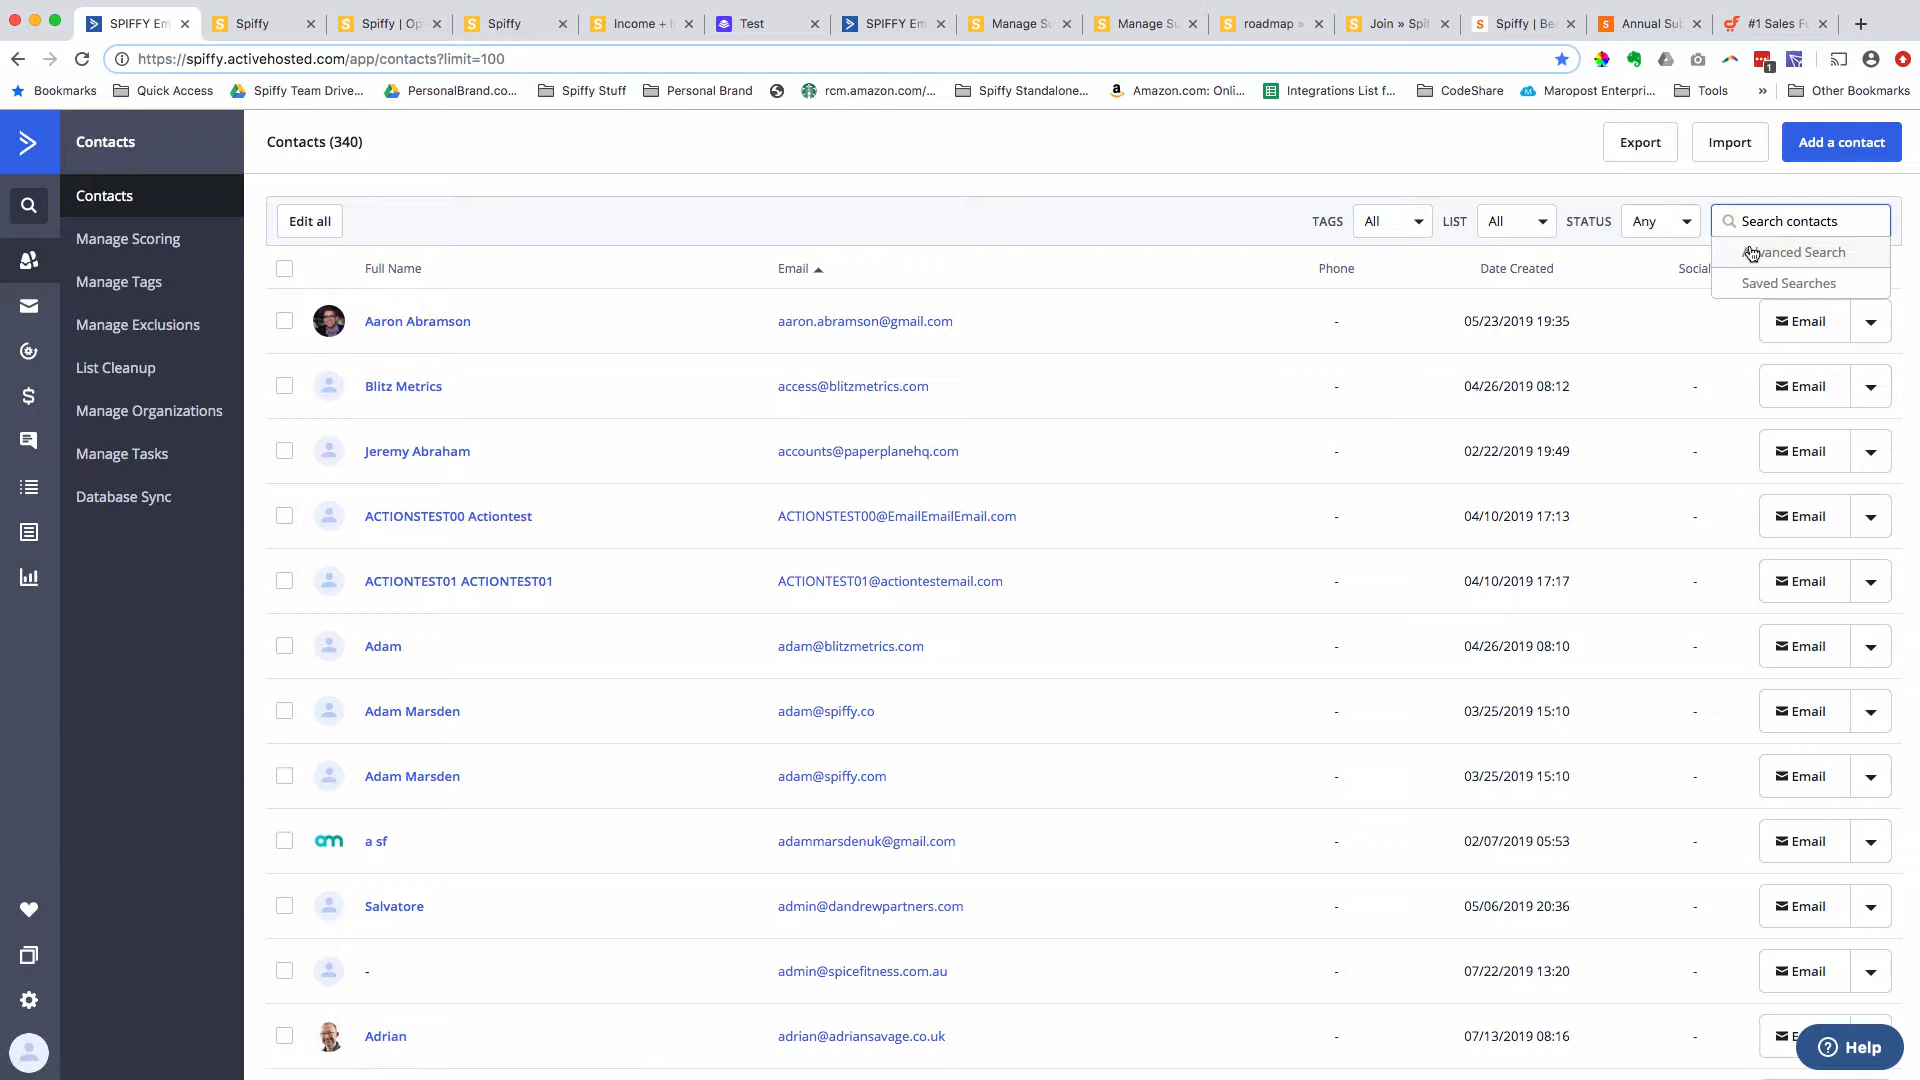 SPIFFY Em
Spiffy
Spiffy | Op
Spiffy
Income + I
Test
SPIFFY Em
Manage Su
Manage Su
roadmap »
Join » Spif
Spiffy | Be
Annual Su
#1 Sales F
https://spiffy.activehosted.com/app/contacts?limit=100
1
Bookmarks
Quick Access
Spiffy Team Drive...
PersonalBrand.co...
Spiffy Stuff
Personal Brand
rcm.amazon.com/...
Spiffy Standalone...
Amazon.com: Onli...
Integrations List f...
CodeShare
Maropost Enterpri...
Tools
»
Other Bookmarks
Contacts
Contacts
Manage Scoring
Manage Tags
Manage Exclusions
List Cleanup
Manage Organizations
Manage Tasks
Database Sync
Contacts (340)
Export
Import
Add a contact
Edit all
TAGS All LIST All STATUS Any
Search contacts
Advanced Search
Saved Searches
Full Name Email Phone Date Created Social
Aaron Abramson aaron.abramson@gmail.com - 05/23/2019 19:35 Email
Blitz Metrics access@blitzmetrics.com - 04/26/2019 08:12 - Email
Jeremy Abraham accounts@paperplanehq.com - 02/22/2019 19:49 - Email
ACTIONSTEST00 Actiontest ACTIONSTEST00@EmailEmailEmail.com - 04/10/2019 17:13 - Email
ACTIONTEST01 ACTIONTEST01 ACTIONTEST01@actiontestemail.com - 04/10/2019 17:17 - Email
Adam adam@blitzmetrics.com - 04/26/2019 08:10 - Email
Adam Marsden adam@spiffy.co - 03/25/2019 15:10 - Email
Adam Marsden adam@spiffy.com - 03/25/2019 15:10 - Email
am a sf adammarsdenuk@gmail.com - 02/07/2019 05:53 - Email
Salvatore admin@dandrewpartners.com - 05/06/2019 20:36 - Email
- admin@spicefitness.com.au - 07/22/2019 13:20 - Email
Adrian adrian@adriansavage.co.uk - 07/13/2019 08:16 - E
Help